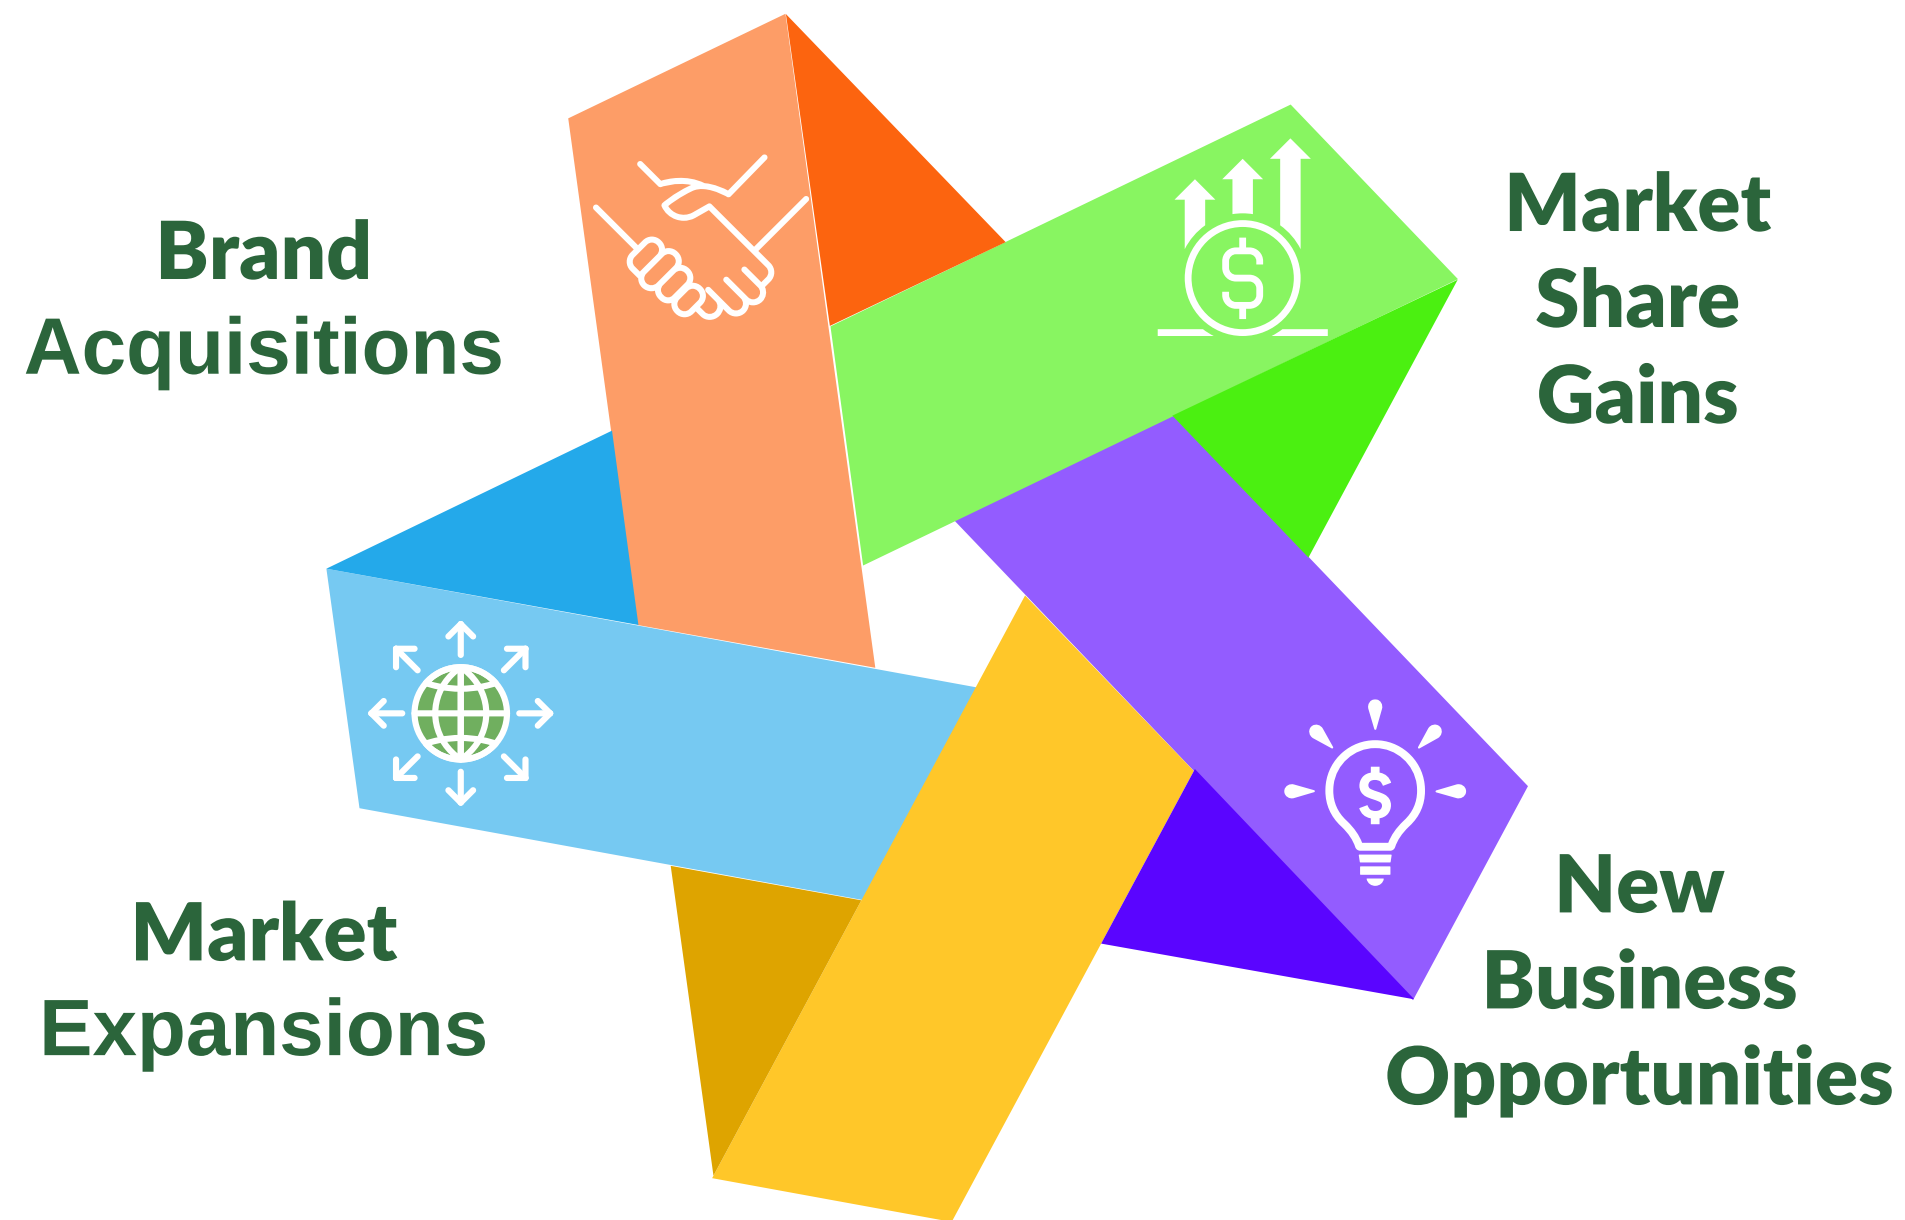 Brand
Acquisitions
Market
Share
Gains
Market
Expansions
New
Business
Opportunities
$
$